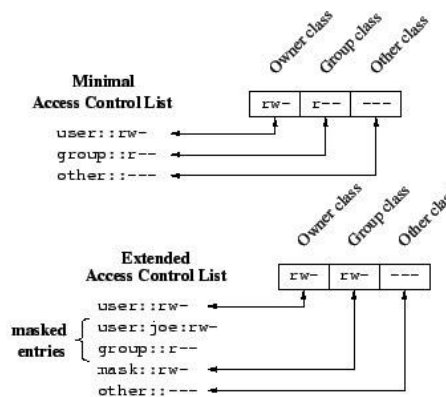 Owner class
Group class
Other class
Minimal
Access Control List
rw- r-- ---
user::rw-
group::r--
other::---
Owner class
Group class
Other class
Extended
Access Control List
rw- rw- ---
user::rw-
masked
entries
user:joe:rw-
group::r--
mask::rw-
other::---